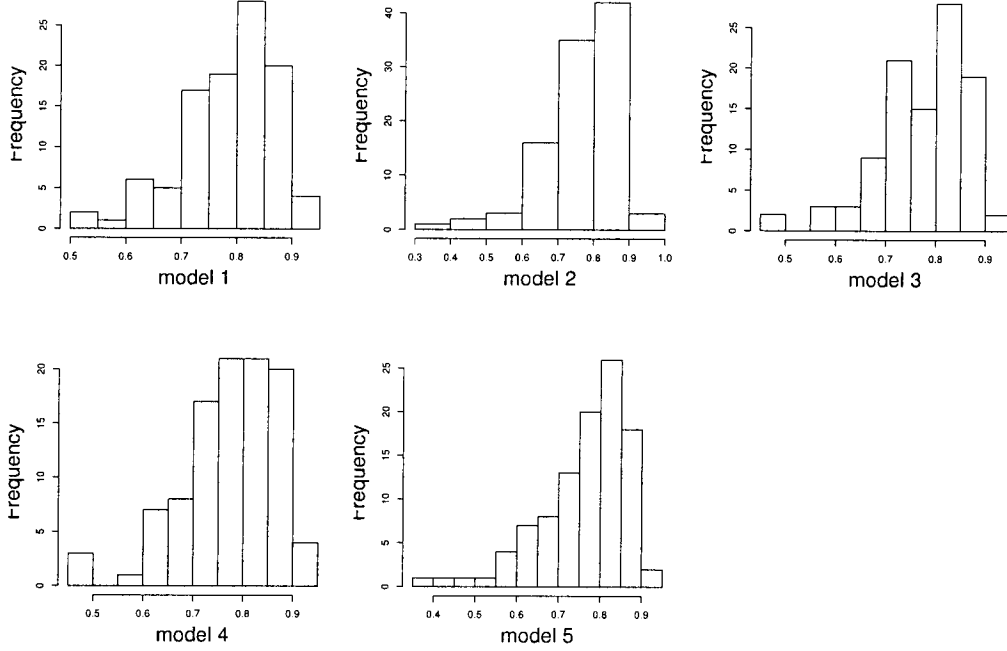 Frequency
0 5 10 15 20 25
0.5 0.6 0.7 0.8 0.9
model 1
Frequency
0 10 20 30 40
0.3 0.4 0.5 0.6 0.7 0.8 0.9 1.0
model 2
Frequency
0 5 10 15 20 25
0.5 0.6 0.7 0.8 0.9
model 3
Frequency
0 5 10 15 20
0.5 0.6 0.7 0.8 0.9
model 4
Frequency
0 5 10 15 20 25
0.4 0.5 0.6 0.7 0.8 0.9
model 5